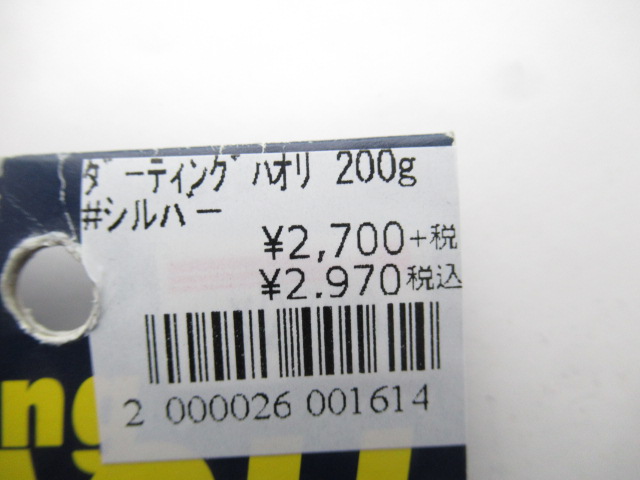 ﾀﾞｰﾃｨﾝｸﾞﾊｵﾘ 200g
#ｼﾙﾊﾞｰ
¥2,700+税
¥2.970税込
2 000026 001614
ng